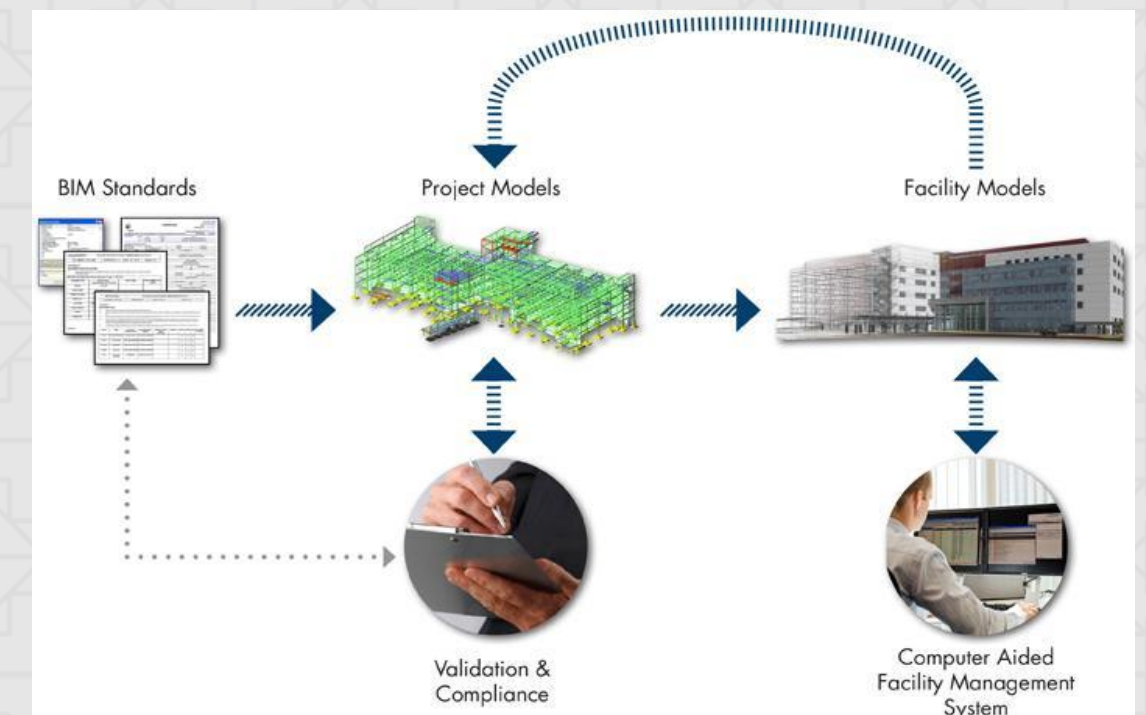 BIM Standards
Project Models
Facility Models
Validation &
Compliance
Computer Aided
Facility Management
System